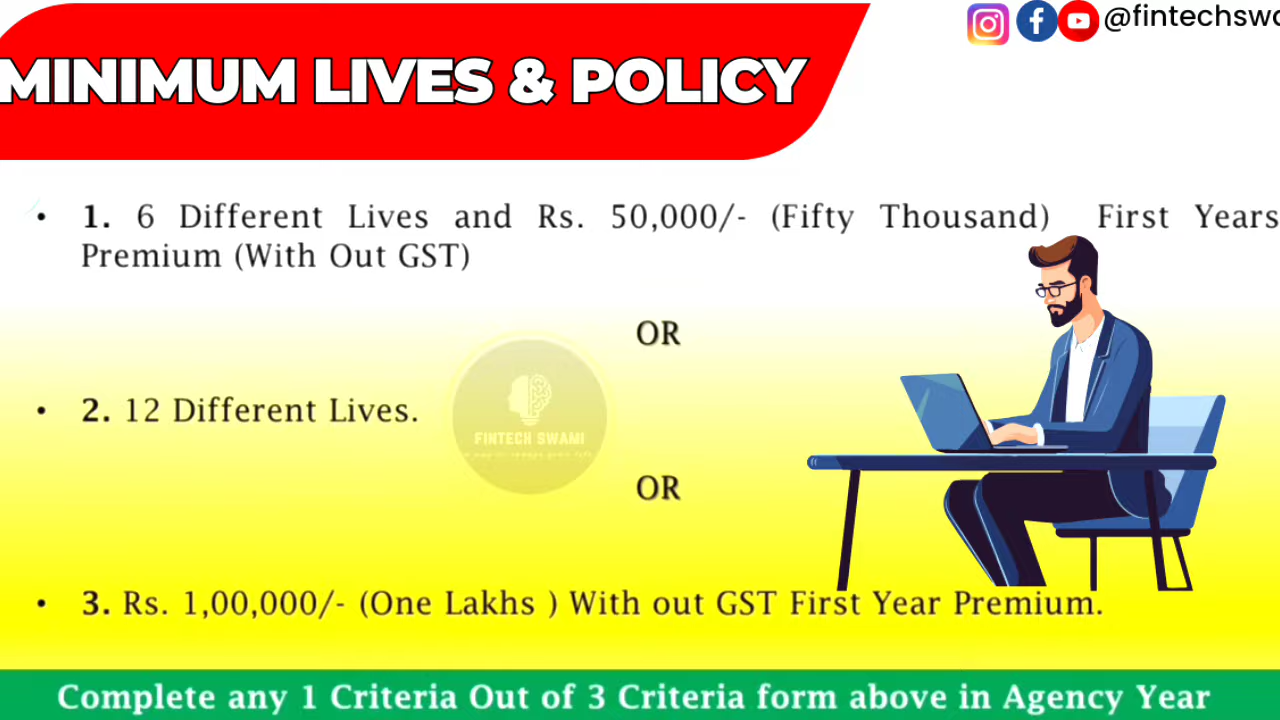 @fintechswa
MINIMUM LIVES & POLICY
• 1. 6 Different Lives and Rs. 50,000/- (Fifty Thousand) First Years
Premium (With Out GST)
OR
• 2. 12 Different Lives.
FINTECH SWAMI
OR
• 3. Rs. 1,00,000/- (One Lakhs ) With out GST First Year Premium.
Complete any 1 Criteria Out of 3 Criteria form above in Agency Year